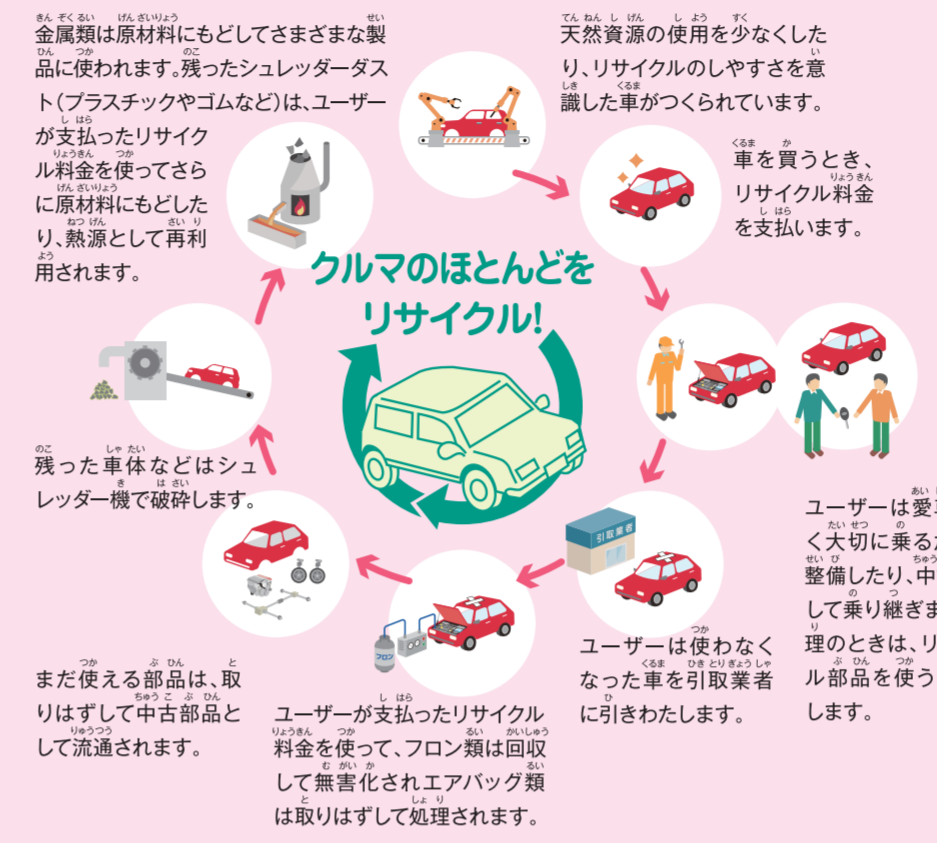 金属類は原材料にもどしてさまざまな製
品に使われます。残ったシュレッダーダス
ト(プラスチックやゴムなど)は、ユーザー
が支払ったリサイク
ル料金を使ってさら
に原材料にもどした
り、熱源として再利
用されます。
天然資源の使用を少なくした
り、リサイクルのしやすさを意
識した車がつくられています。
車を買うとき、
リサイクル料金
を支払います。
クルマのほとんどを
リサイクル!
残った車体などはシュ
レッダー機で破砕します。
引取業者
フロン
ユーザーは愛
く大切に乗る
整備したり、中
して乗り継ぎま
理のときは、リ
ル部品を使う
します。
ユーザーは使わなく
なった車を引取業者
に引きわたします。
まだ使える部品は、取
りはずして中古部品と
して流通されます。
ユーザーが支払ったリサイクル
料金を使って、フロン類は回収
して無害化されエアバッグ類
は取りはずして処理されます。